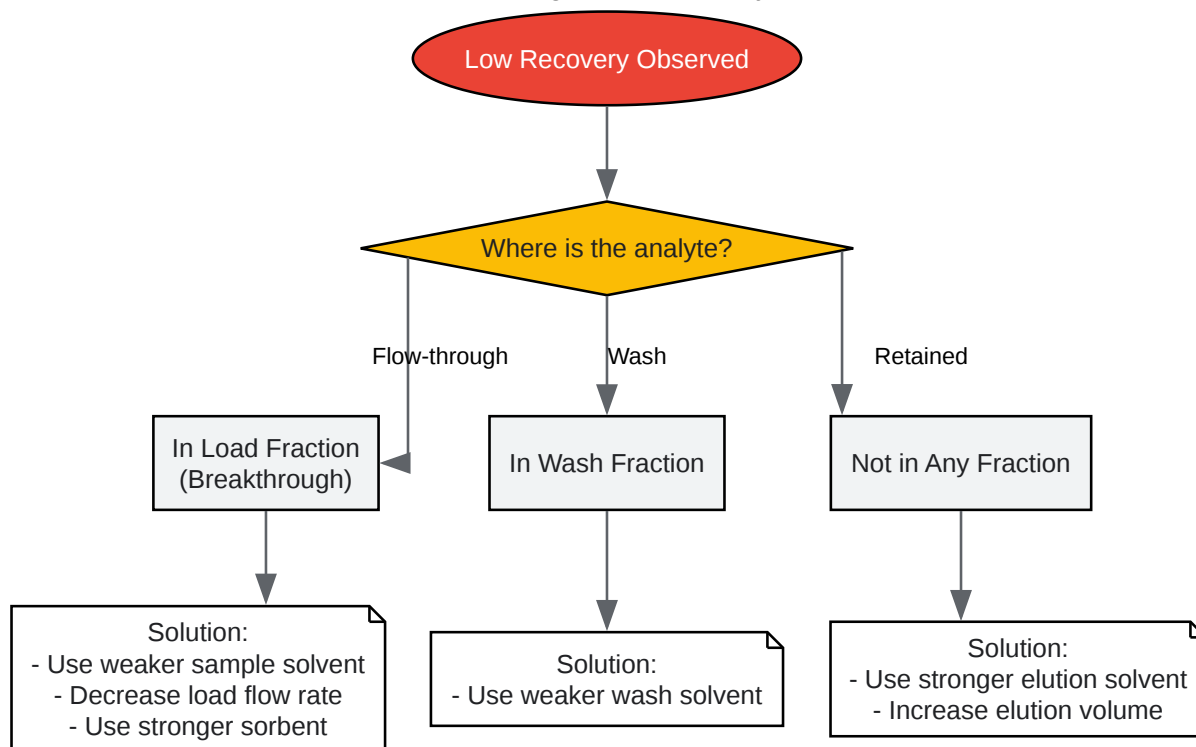 Low Recovery Observed
Where is the analyte?
Flow-through
Wash
Retained
In Load Fraction
(Breakthrough)
In Wash Fraction
Not in Any Fraction
Solution:
- Use weaker sample solvent
- Decrease load flow rate
- Use stronger sorbent
Solution:
- Use weaker wash solvent
Solution:
- Use stronger elution solvent
- Increase elution volume